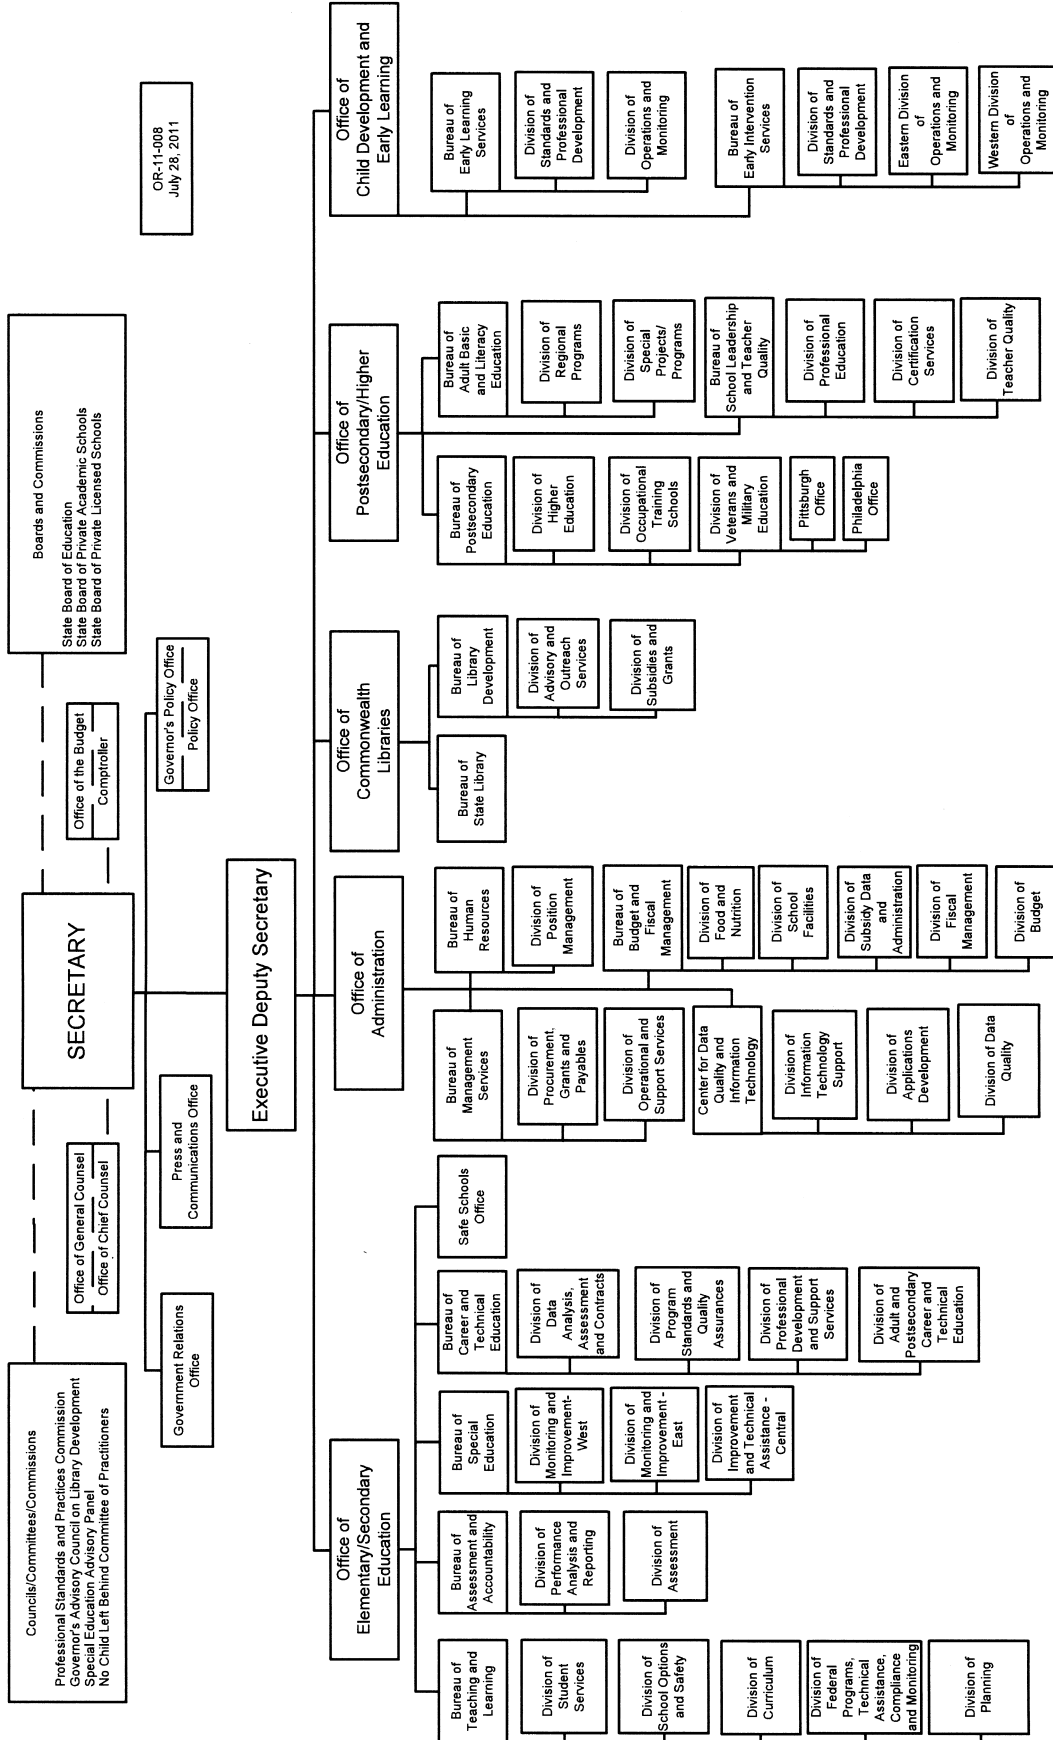 Councils/Committees/Commissions
Professional Standards and Practices Commission
Governor's Advisory Council on Library Development
Special Education Advisory Panel
No Child Left Behind Committee of Practitioners
SECRETARY
Boards and Commissions
State Board of Education
State Board of Private Academic Schools
State Board of Private Licensed Schools
Office of General Counsel
Office of Chief Counsel
Office of the Budget
Comptroller
OR-11-008
July 28, 2011
Government Relations
Office
Press and
Communications Office
Governor's Policy Office
Policy Office
Executive Deputy Secretary
Office of
Elementary/Secondary
Education
Office of
Administration
Office of
Commonwealth
Libraries
Office of
Postsecondary/Higher
Education
Office of
Child Development and
Early Learning
Bureau of
Teaching and
Learning
Division of
Student
Services
Division of
School Options
and Safety
Division of
Curriculum
Division of
Federal
Programs,
Technical
Assistance,
Compliance
and Monitoring
Division of
Planning
Bureau of
Assessment and
Accountability
Division of
Performance
Analysis and
Reporting
Division of
Assessment
Bureau of
Special
Education
Division of
Monitoring and
Improvement-
West
Division of
Monitoring and
Improvement -
East
Division of
Improvement
and Technical
Assistance -
Central
Bureau of
Career and
Technical
Education
Division of
Data
Analysis,
Assessment
and Contracts
Division of
Program
Standards and
Quality
Assurances
Division of
Professional
Development
and Support
Services
Division of
Adult and
Postsecondary
Career and
Technical
Education
Safe Schools
Office
Bureau of
Management
Services
Division of
Procurement,
Grants and
Payables
Division of
Operational and
Support Services
Center for Data
Quality and
Information
Technology
Division of
Information
Technology
Support
Division of
Applications
Development
Division of Data
Quality
Bureau of
Human
Resources
Division of
Position
Management
Bureau of
Budget and
Fiscal
Management
Division of
Food and
Nutrition
Division of
School
Facilities
Division of
Subsidy Data
and
Administration
Division of
Fiscal
Management
Division of
Budget
Bureau of
State Library
Bureau of
Library
Development
Division of
Advisory and
Outreach
Services
Division of
Subsidies and
Grants
Bureau of
Postsecondary
Education
Division of
Higher
Education
Division of
Occupational
Training
Schools
Division of
Veterans and
Military
Education
Pittsburgh
Office
Philadelphia
Office
Bureau of
Adult Basic
and Literacy
Education
Division of
Regional
Programs
Division of
Special
Projects/
Programs
Bureau of
School Leadership
and Teacher
Quality
Division of
Professional
Education
Division of
Certification
Services
Division of
Teacher Quality
Bureau of
Early Learning
Services
Division of
Standards and
Professional
Development
Division of
Operations and
Monitoring
Bureau of
Early Intervention
Services
Division of
Standards and
Professional
Development
Eastern Division
of
Operations and
Monitoring
Western Division
of
Operations and
Monitoring